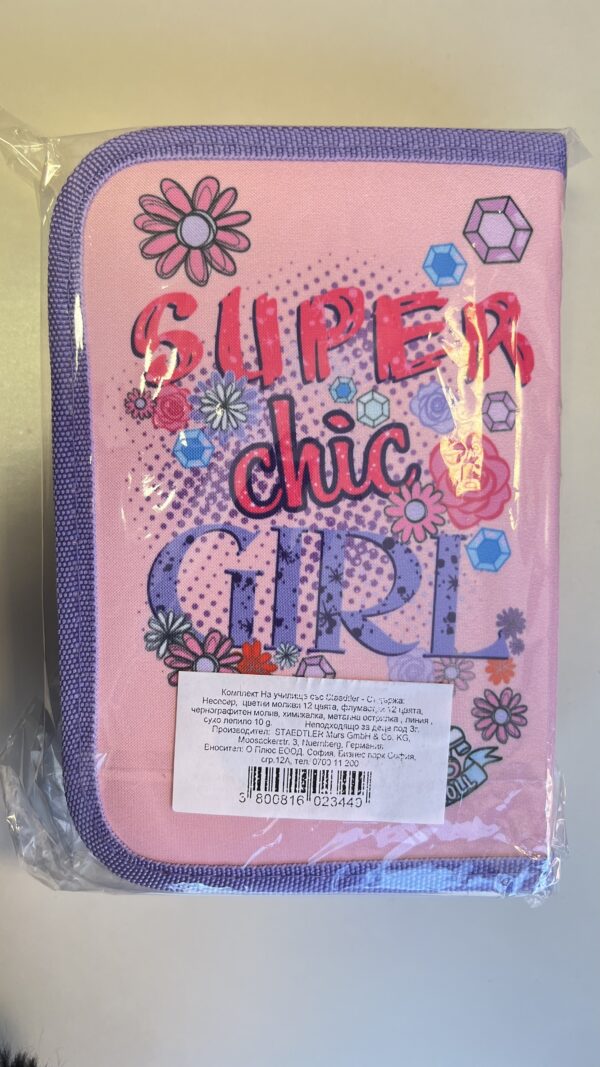 SUPER
chic
GIRL
Комплект На училище със Staedtler - Съдържа:
Несесер, цветни моливи 12 цвята, флумастри 12 цвята,
чернографитен молив, химикалка, метална острилка , линия ,
сухо лепило 10 g. Неподходящо за деца под 3г.
Производител: STAEDTLER Mars GmbH & Co. KG,
Moosackerstr. 3, Nuernberg, Германия
Вносител: О Плюс ЕООД, София, Бизнес парк София,
сгр.12А, тел. 0700 11 200
3 800816 023440